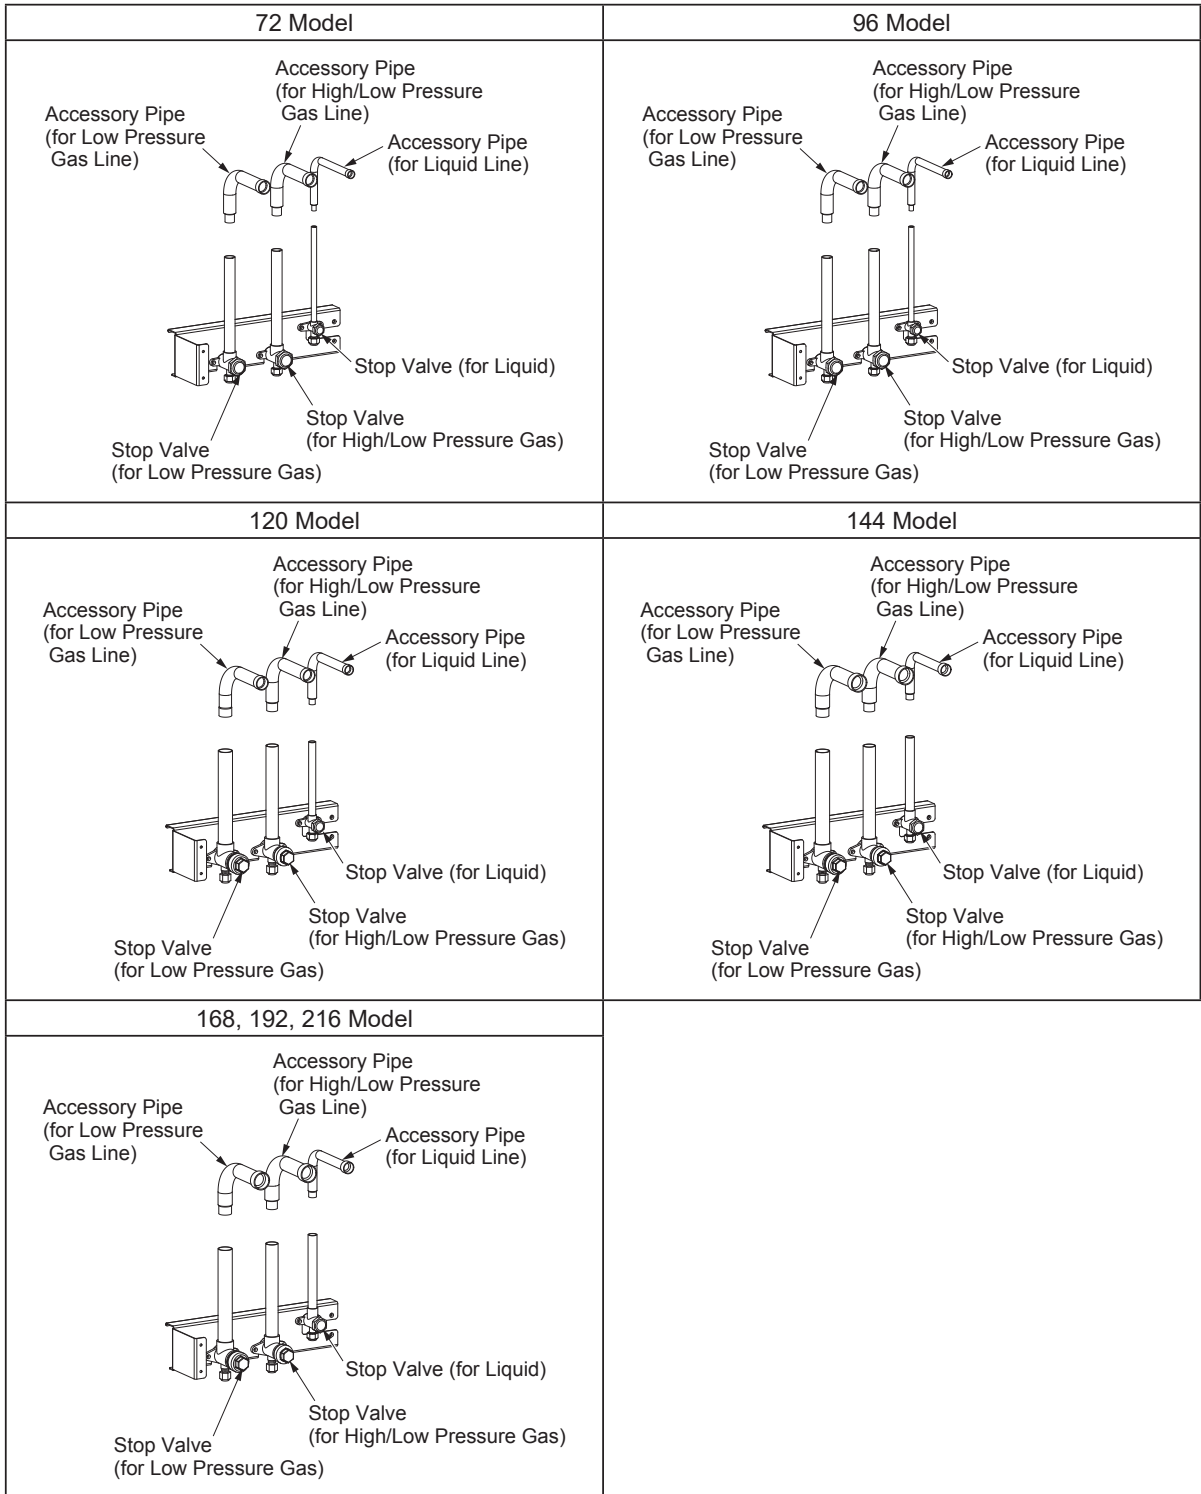 72 Model
Accessory Pipe
(for High/Low Pressure
Gas Line)
Accessory Pipe
(for Low Pressure
Gas Line)
Accessory Pipe
(for Liquid Line)
Stop Valve (for Liquid)
Stop Valve
(for High/Low Pressure Gas)
Stop Valve
(for Low Pressure Gas)
96 Model
Accessory Pipe
(for High/Low Pressure
Gas Line)
Accessory Pipe
(for Low Pressure
Gas Line)
Accessory Pipe
(for Liquid Line)
Stop Valve (for Liquid)
Stop Valve
(for High/Low Pressure Gas)
Stop Valve
(for Low Pressure Gas)
120 Model
Accessory Pipe
(for High/Low Pressure
Gas Line)
Accessory Pipe
(for Low Pressure
Gas Line)
Accessory Pipe
(for Liquid Line)
Stop Valve (for Liquid)
Stop Valve
(for High/Low Pressure Gas)
Stop Valve
(for Low Pressure Gas)
144 Model
Accessory Pipe
(for High/Low Pressure
Gas Line)
Accessory Pipe
(for Low Pressure
Gas Line)
Accessory Pipe
(for Liquid Line)
Stop Valve (for Liquid)
Stop Valve
(for High/Low Pressure Gas)
Stop Valve
(for Low Pressure Gas)
168, 192, 216 Model
Accessory Pipe
(for High/Low Pressure
Gas Line)
Accessory Pipe
(for Low Pressure
Gas Line)
Accessory Pipe
(for Liquid Line)
Stop Valve (for Liquid)
Stop Valve
(for High/Low Pressure Gas)
Stop Valve
(for Low Pressure Gas)